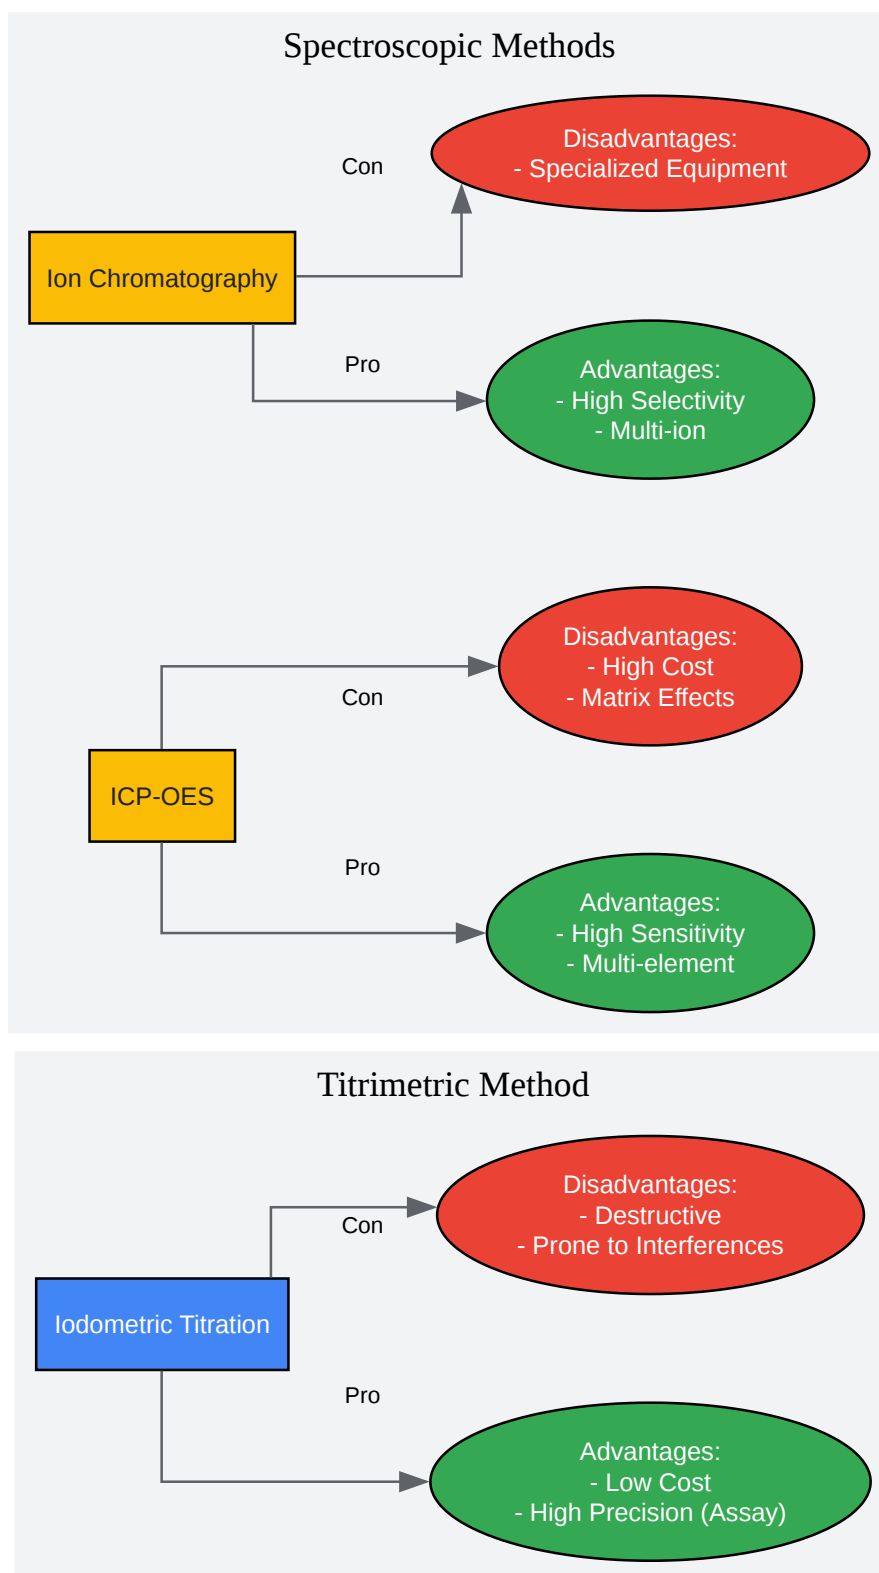 Spectroscopic Methods
Disadvantages:
- Specialized Equipment
Con
Ion Chromatography
Pro
Advantages:
- High Selectivity
- Multi-ion
Disadvantages:
- High Cost
- Matrix Effects
Con
ICP-OES
Pro
Advantages:
- High Sensitivity
- Multi-element
Titrimetric Method
Disadvantages:
- Destructive
- Prone to Interferences
Con
Iodometric Titration
Pro
Advantages:
- Low Cost
- High Precision (Assay)